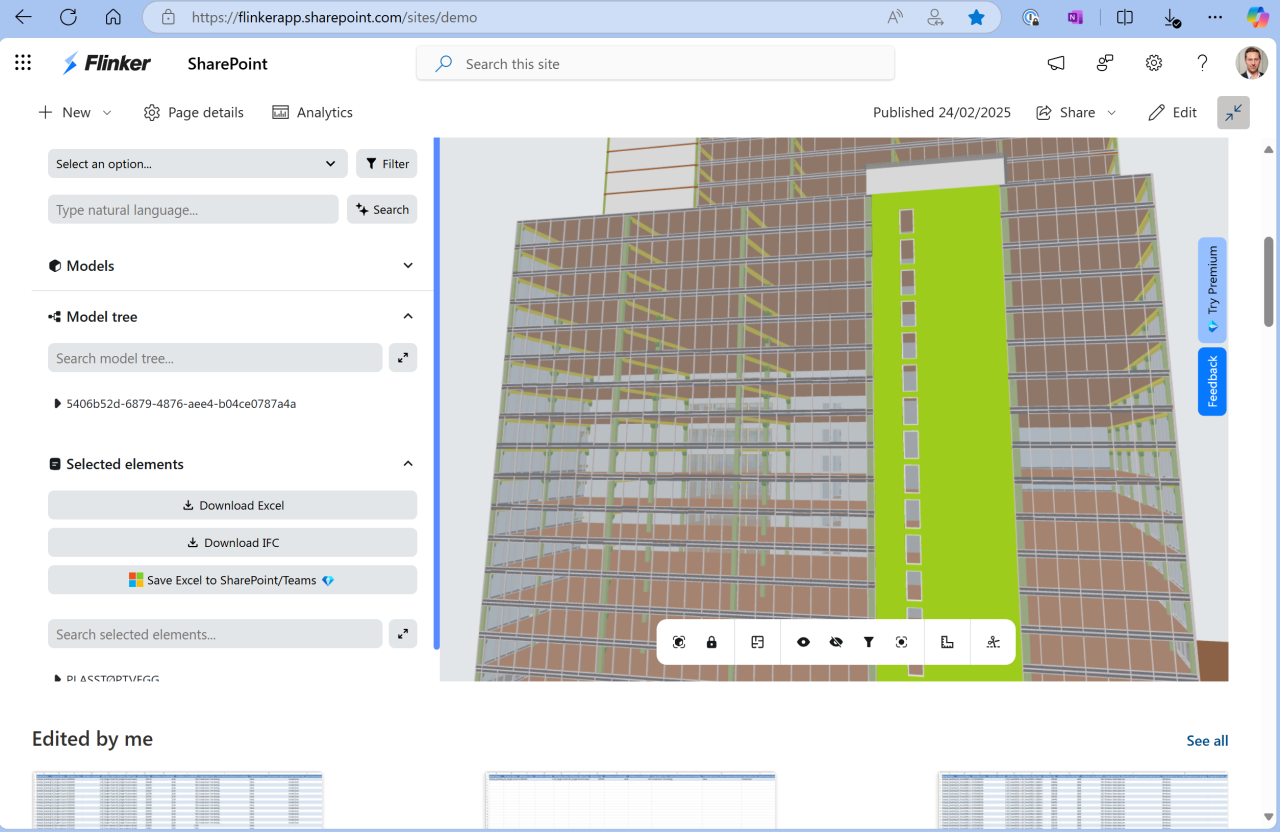 https://flinkerapp.sharepoint.com/sites/demo
Flinker
SharePoint
Search this site
New
Page details
Analytics
Published 24/02/2025
Share
Edit
Select an option...
Filter
Type natural language...
Search
Models
Model tree
Search model tree...
5406b52d-6879-4876-aee4-b04ce0787a4a
Selected elements
Download Excel
Download IFC
Save Excel to SharePoint/Teams
Search selected elements...
PLASSTØPTVEGG
Try Premium
Feedback
Edited by me
See all